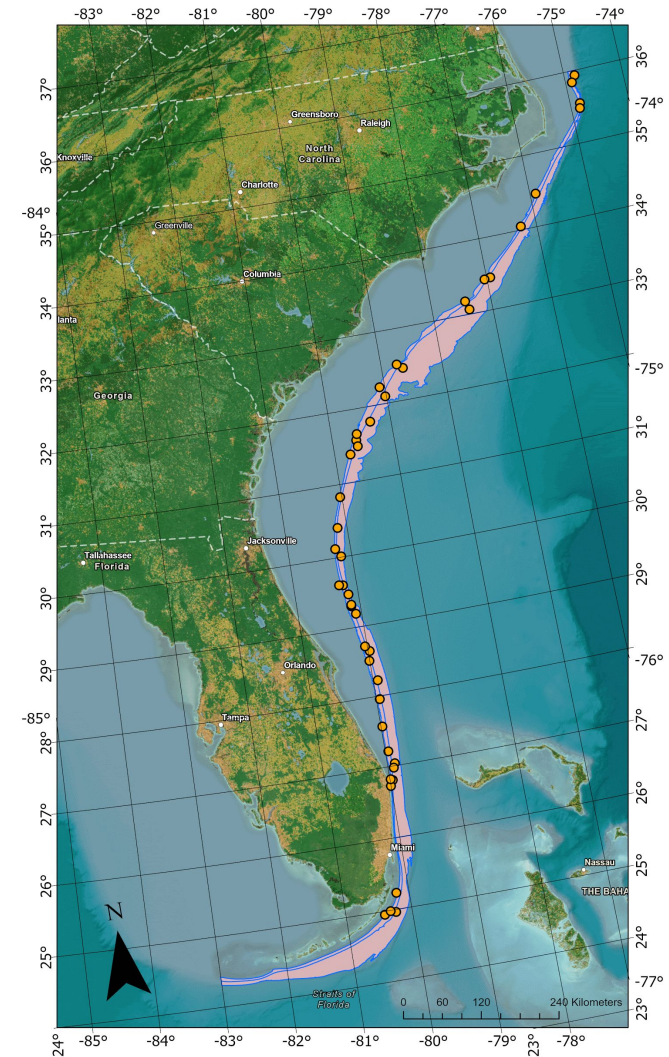 -83° -82° -81° -80° -79° -78° -77° -76° -75° -74°
36°
37°
-74°
35°
Greensboro
Raleigh
North
Carolina
36°
Knoxville
Charlotte
34°
-84°
35°
Greenville
33°
Columbia
34°
lanta
-75°
33°
Georgia
31°
32°
30°
31°
Jacksonville
Tallahassee
Florida
29°
30°
-76°
29°
Orlando
27°
-85°
Tampa
28°
26°
27°
Miami
25°
Nassau
26°
THE BAHA
N
24°
25°
-77°
Straits of
Florida
0 60 120 240 Kilometers
23°
24° -85° -84° -83° -82° -81° -80° -79° 23° -78°